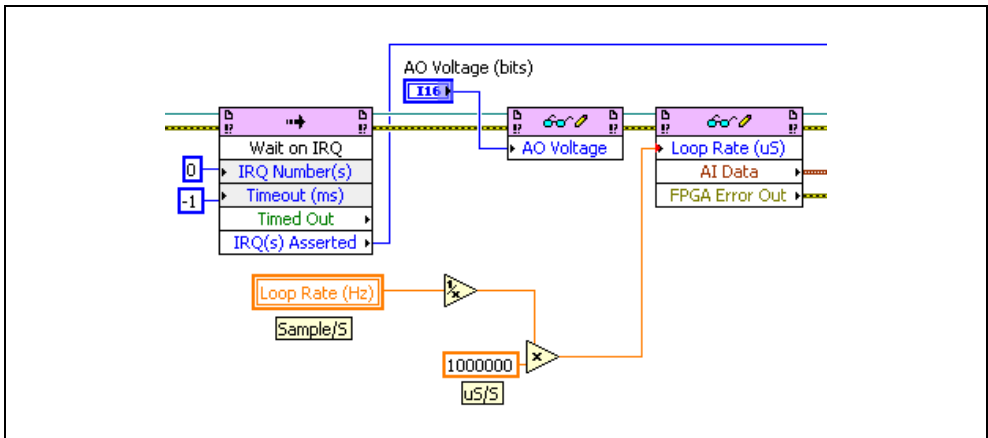 AO Voltage (bits)
I16
Wait on IRQ
0
IRQ Number(s)
-1
Timeout (ms)
Timed Out
IRQ(s) Asserted
AO Voltage
Loop Rate (uS)
AI Data
FPGA Error Out
Loop Rate (Hz)
1/x
Sample/S
x
1000000
uS/S